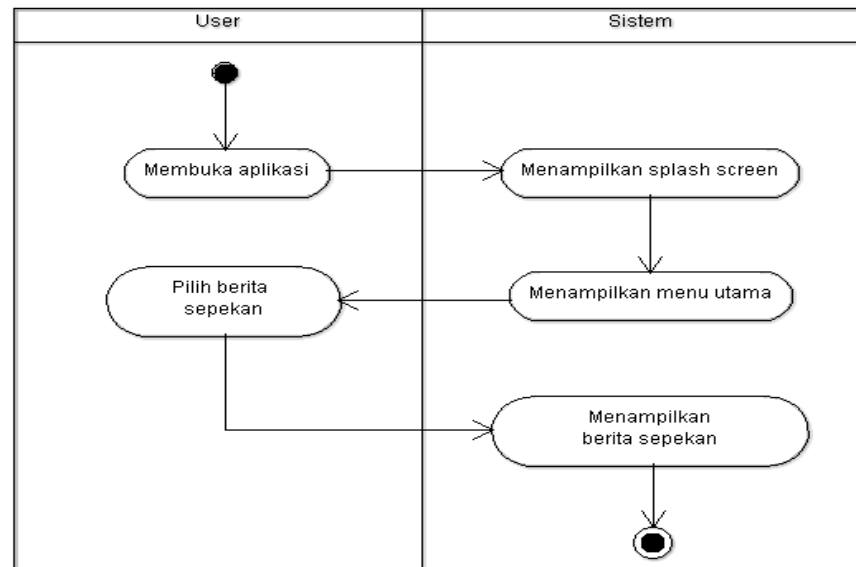 User
Sistem
Membuka aplikasi
Menampilkan splash screen
Menampilkan menu utama
Pilih berita
sepekan
Menampilkan
berita sepekan